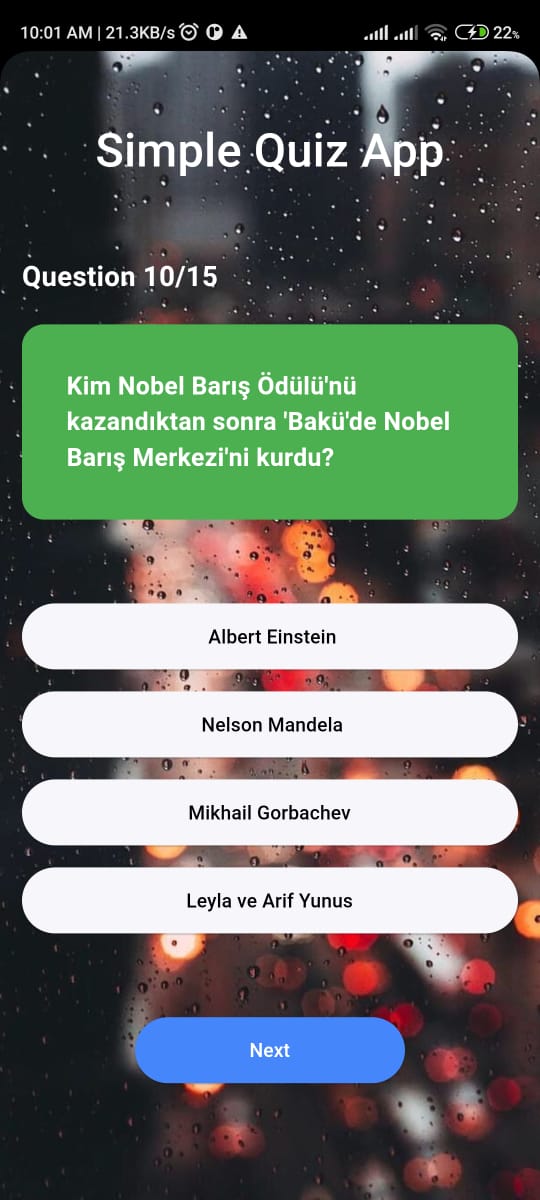 10:01 AM | 21.3KB/s 22%
Simple Quiz App
Question 10/15
Kim Nobel Barış Ödülü'nü
kazandıktan sonra 'Bakü'de Nobel
Barış Merkezi'ni kurdu?
Albert Einstein
Nelson Mandela
Mikhail Gorbachev
Leyla ve Arif Yunus
Next